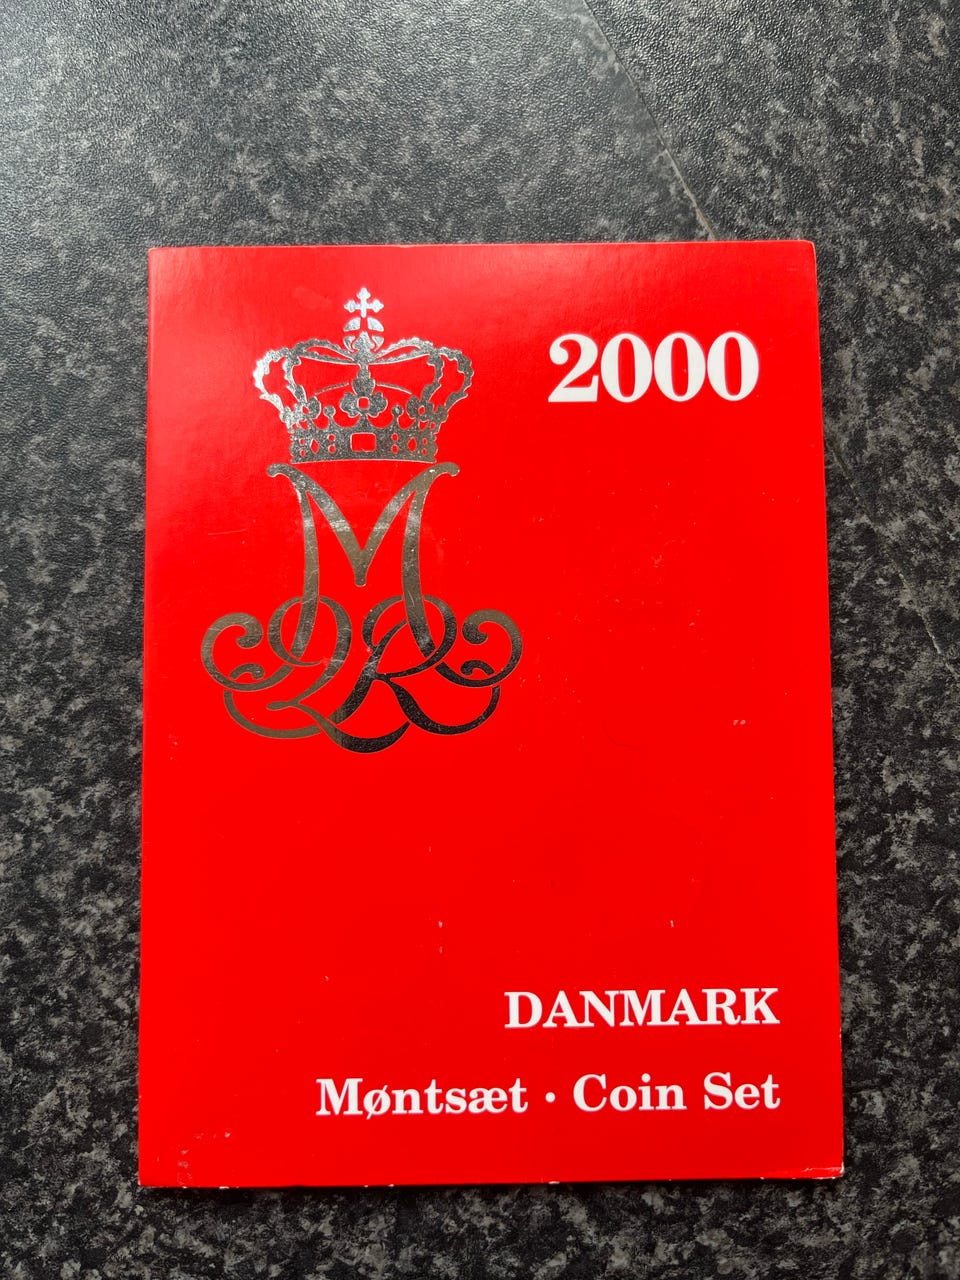 2000
DANMARK
Møntsæt · Coin Set